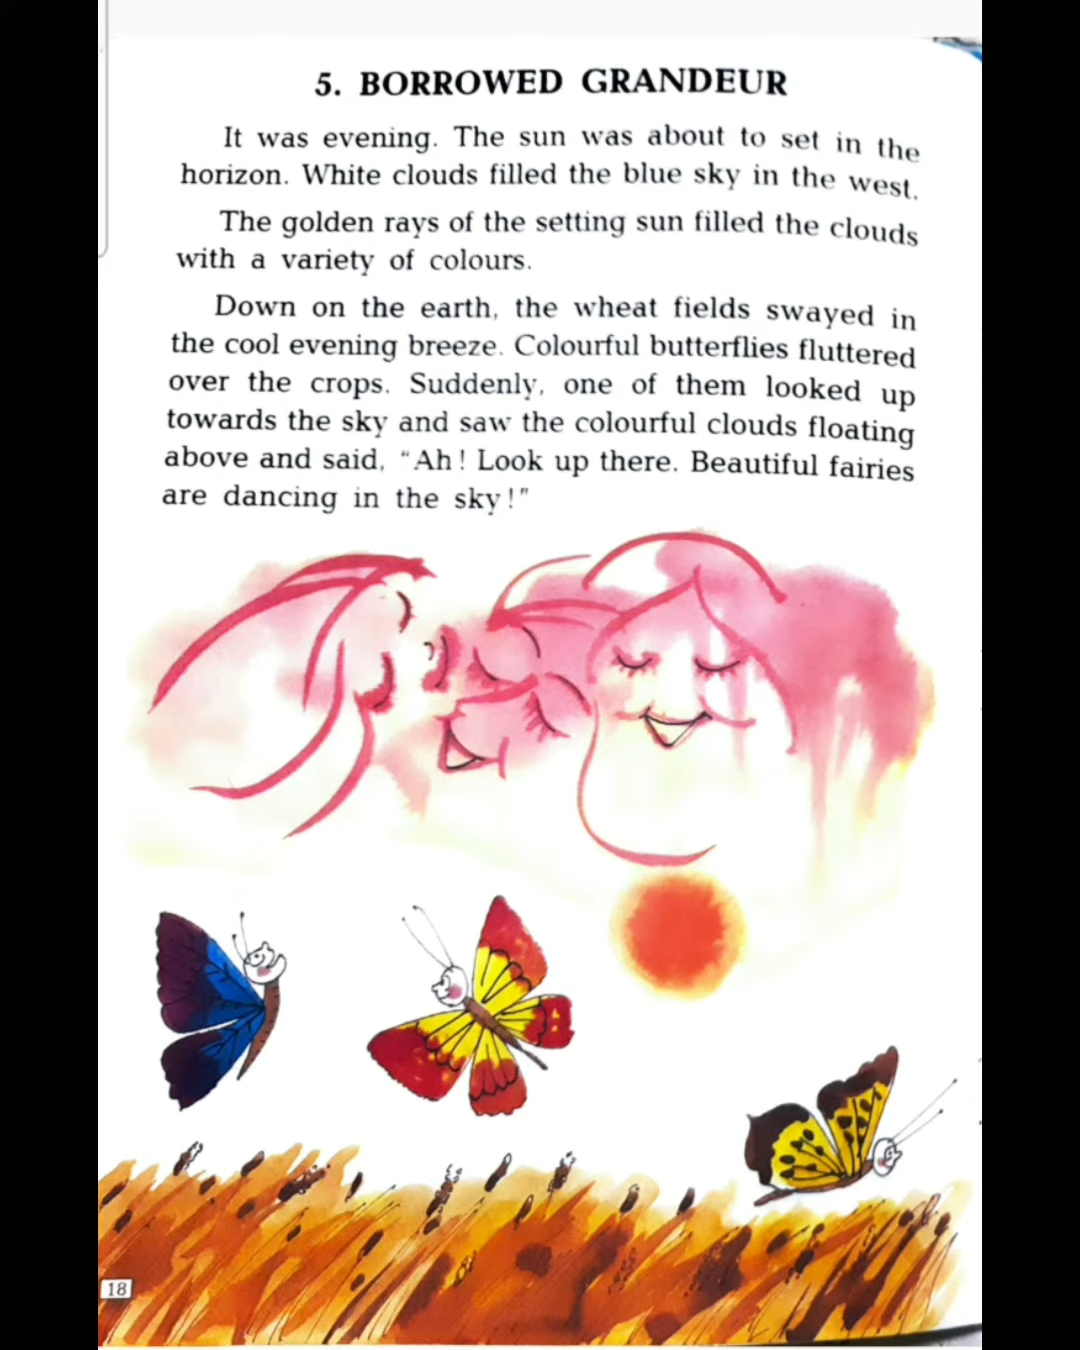 5. BORROWED GRANDEUR
It was evening. The sun was about to set in the
horizon. White clouds filled the blue sky in the west.
The golden rays of the setting sun filled the clouds
with a variety of colours.
Down on the earth, the wheat fields swayed in
the cool evening breeze. Colourful butterflies fluttered
over the crops. Suddenly, one of them looked up
towards the sky and saw the colourful clouds floating
above and said, “Ah! Look up there. Beautiful fairies
are dancing in the sky!”
18